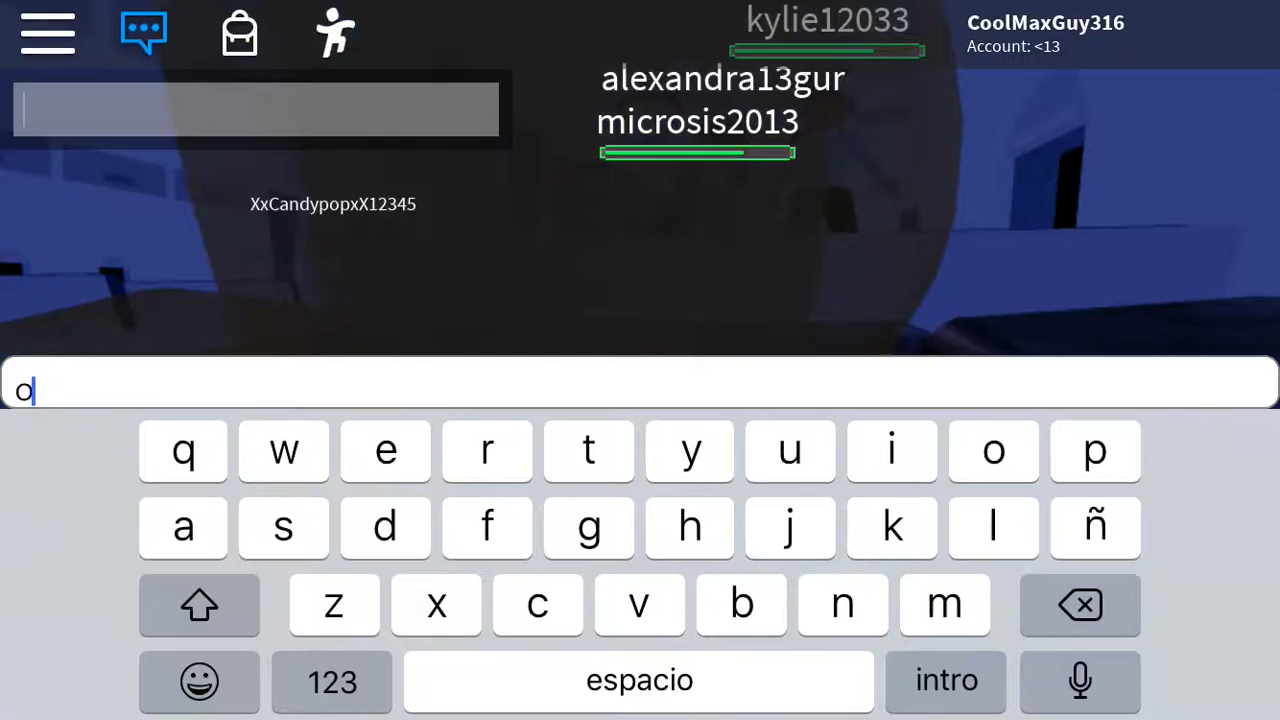 kylie12033
CoolMaxGuy316
Account: <13
alexandra13gur
microsis2013
XxCandypopxX12345
o
q w e r t y u i o p
a s d f g h j k l ñ
z x c v b n m
123 espacio intro